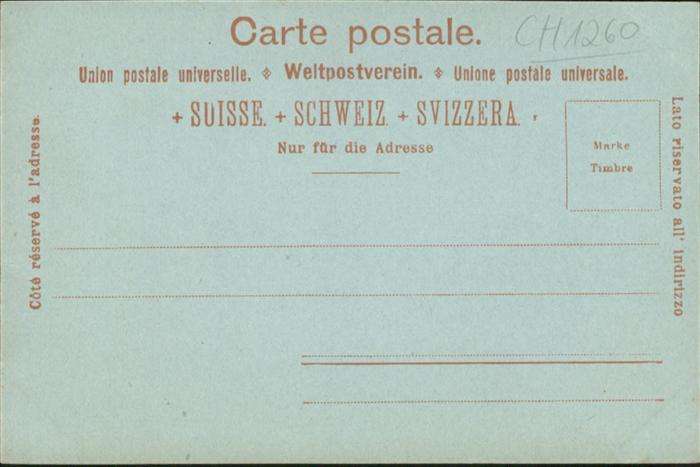 Carte postale.
CH1260
Union postale universelle. Weltpostverein. Unione postale universale.
+ SUISSE. + SCHWEIZ. + SVIZZERA.
Nur für die Adresse
Marke
Timbre
Côté réservé à l'adresse.
Lato riservato all' indirizzo